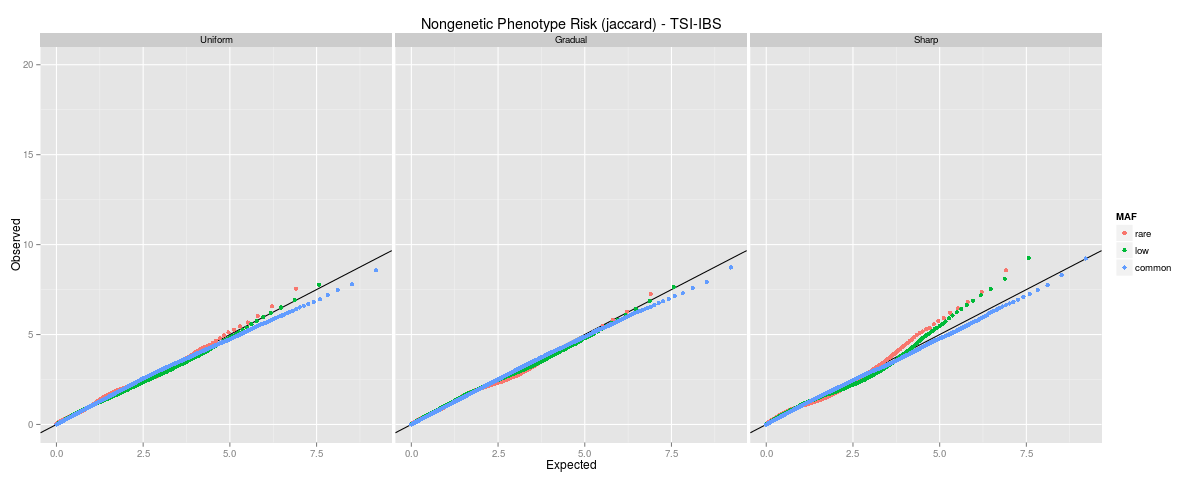 Nongenetic Phenotype Risk (jaccard) - TSI-IBS
Uniform Gradual Sharp
20
15
10
5
0
Observed
0.0 2.5 5.0 7.5 0.0 2.5 5.0 7.5 0.0 2.5 5.0 7.5
Expected
MAF
rare
low
common